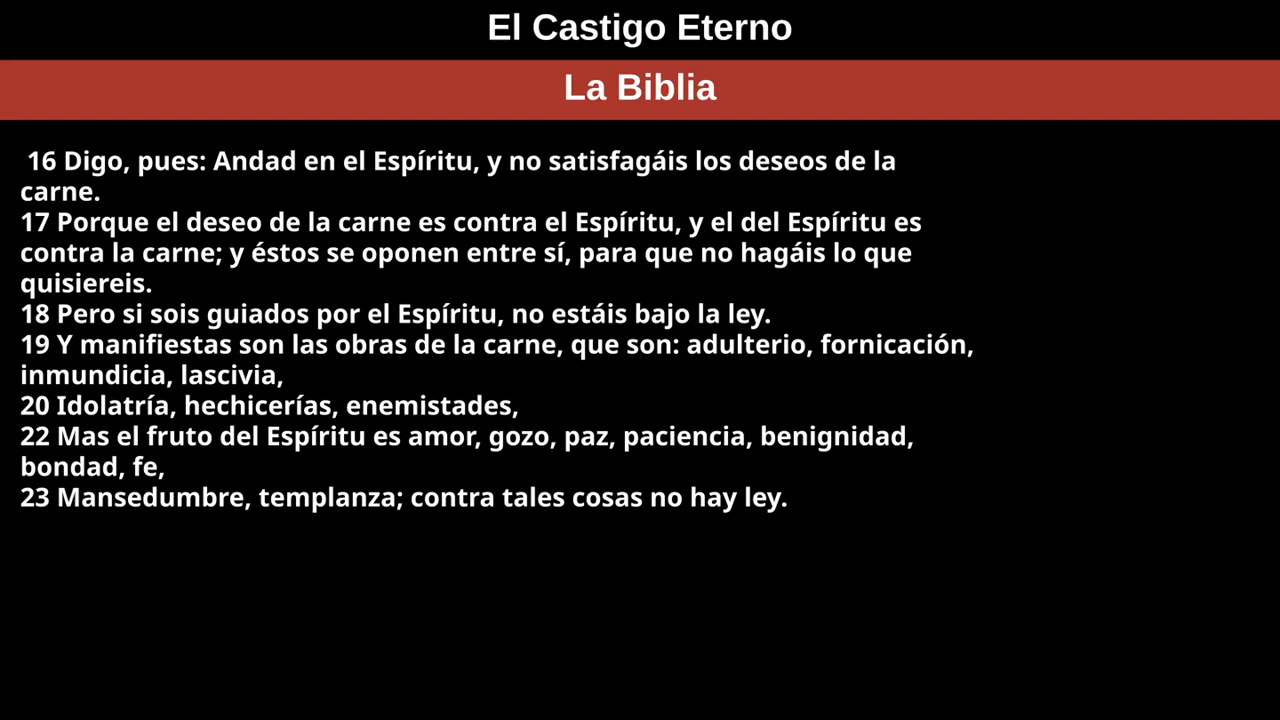 El Castigo Eterno
La Biblia
16 Digo, pues: Andad en el Espíritu, y no satisfagáis los deseos de la
carne.
17 Porque el deseo de la carne es contra el Espíritu, y el del Espíritu es
contra la carne; y éstos se oponen entre sí, para que no hagáis lo que
quisiereis.
18 Pero si sois guiados por el Espíritu, no estáis bajo la ley.
19 Y manifiestas son las obras de la carne, que son: adulterio, fornicación,
inmundicia, lascivia,
20 Idolatría, hechicerías, enemistades,
22 Mas el fruto del Espíritu es amor, gozo, paz, paciencia, benignidad,
bondad, fe,
23 Mansedumbre, templanza; contra tales cosas no hay ley.